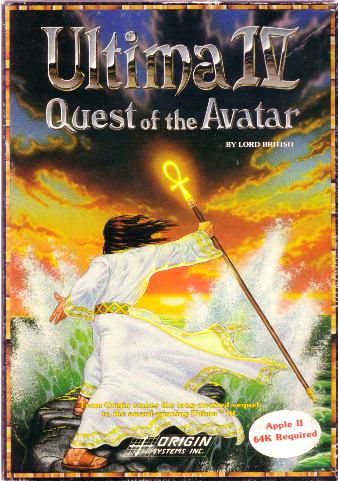 Ultima IV
Quest of the Avatar
BY LORD BRITISH
From Origin comes the long-awaited sequel
to the award-winning Ultima™ III.
Apple II
64K Required
ORIGIN
SYSTEMS INC.